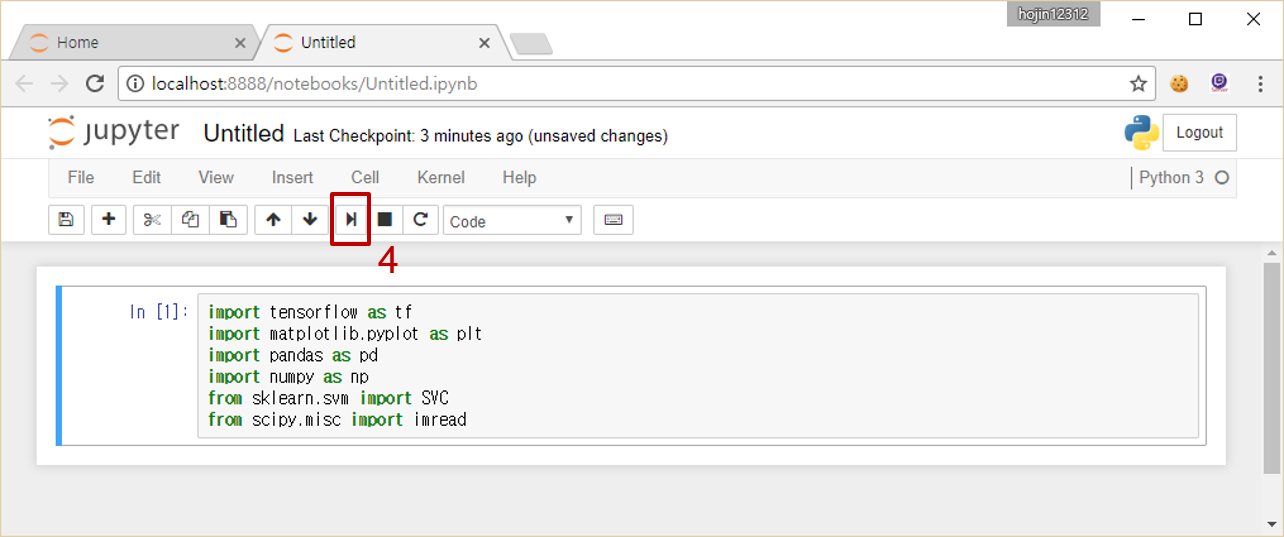 hojin12312
Home
Untitled
localhost:8888/notebooks/Untitled.ipynb
jupyter Untitled Last Checkpoint: 3 minutes ago (unsaved changes)
Logout
File Edit View Insert Cell Kernel Help
Python 3
Code
4
In [1]:
import tensorflow as tf
import matplotlib.pyplot as plt
import pandas as pd
import numpy as np
from sklearn.svm import SVC
from scipy.misc import imread